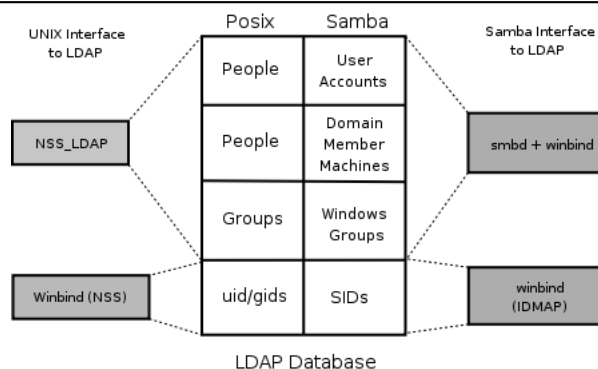 UNIX Interface
to LDAP
Posix
Samba
Samba Interface
to LDAP
People
User
Accounts
NSS_LDAP
People
Domain
Member
Machines
smbd + winbind
Groups
Windows
Groups
Winbind (NSS)
uid/gids
SIDs
winbind
(IDMAP)
LDAP Database